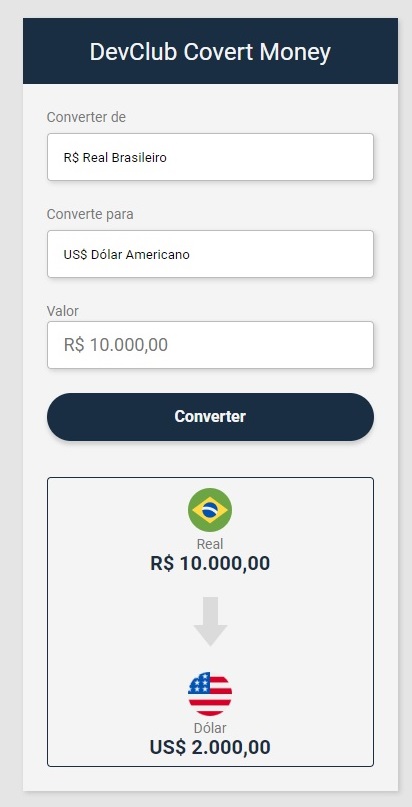 DevClub Covert Money
Converter de
R$ Real Brasileiro
Converte para
US$ Dólar Americano
Valor
R$ 10.000,00
Converter
Real
R$ 10.000,00
Dólar
US$ 2.000,00